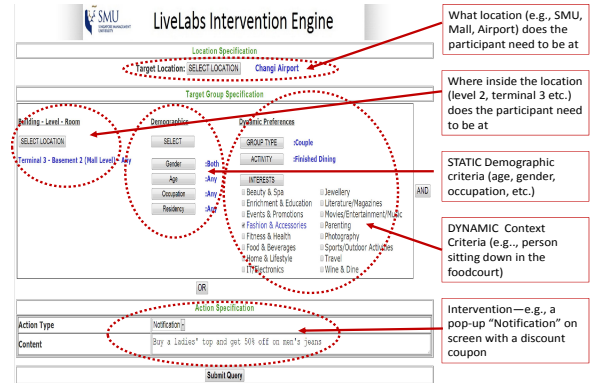 SMU
SINGAPORE MANAGEMENT
UNIVERSITY
LiveLabs Intervention Engine
Location Specification
Target Location: SELECT LOCATION Changi Airport
Target Group Specification
Building - Level - Room
SELECT LOCATION
Terminal 3 - Basement 2 (Mall Level) - Any
Demographics
SELECT
Gender :Both
Age :Any
Occupation :Any
Residency :Any
Dynamic Preferences
GROUP TYPE :Couple
ACTIVITY :Finished Dining
INTERESTS
Beauty & Spa Jewellery
Enrichment & Education Literature/Magazines
Events & Promotions Movies/Entertainment/Music
Fashion & Accessories Parenting
Fitness & Health Photography
Food & Beverages Sports/Outdoor Activities
Home & Lifestyle Travel
IT/Electronics Wine & Dine
AND
OR
Action Specification
Action Type Notification
Content Buy a ladies" top and get 50% off on men's jeans
Submit Query
What location (e.g., SMU,
Mall, Airport) does the
participant need to be at
Where inside the location
(level 2, terminal 3 etc.)
does the participant need
to be at
STATIC Demographic
criteria (age, gender,
occupation, etc.)
DYNAMIC Context
Criteria (e.g.., person
sitting down in the
foodcourt)
Intervention—e.g., a
pop-up “Notification” on
screen with a discount
coupon